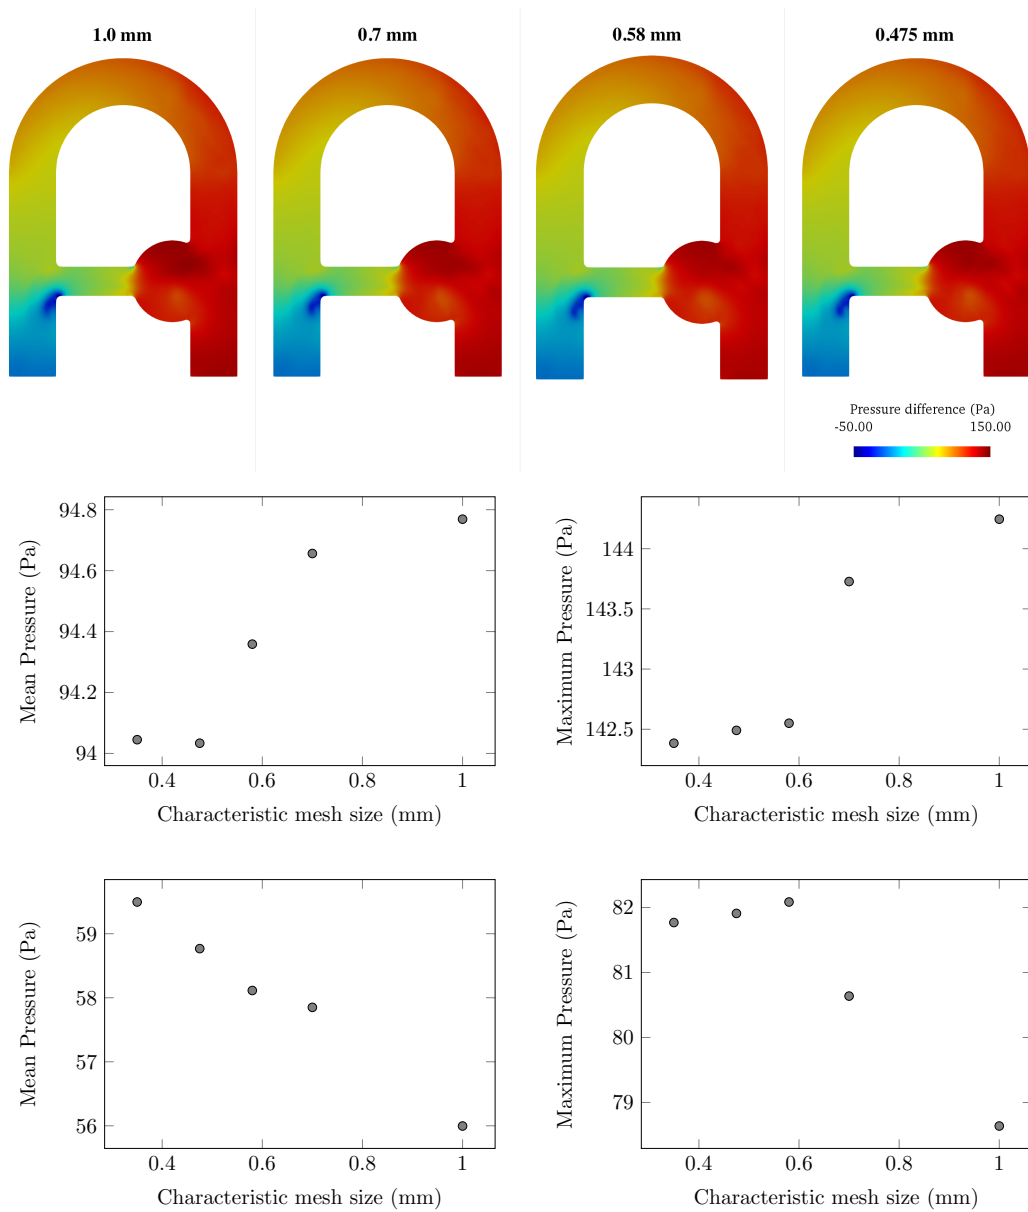 1.0 mm
0.7 mm
0.58 mm
0.475 mm
Pressure difference (Pa)
-50.00 150.00
94.8
94.6
94.4
94.2
94
Mean Pressure (Pa)
0.4 0.6 0.8 1
Characteristic mesh size (mm)
144
143.5
143
142.5
Maximum Pressure (Pa)
0.4 0.6 0.8 1
Characteristic mesh size (mm)
59
58
57
56
Mean Pressure (Pa)
0.4 0.6 0.8 1
Characteristic mesh size (mm)
82
81
80
79
Maximum Pressure (Pa)
0.4 0.6 0.8 1
Characteristic mesh size (mm)